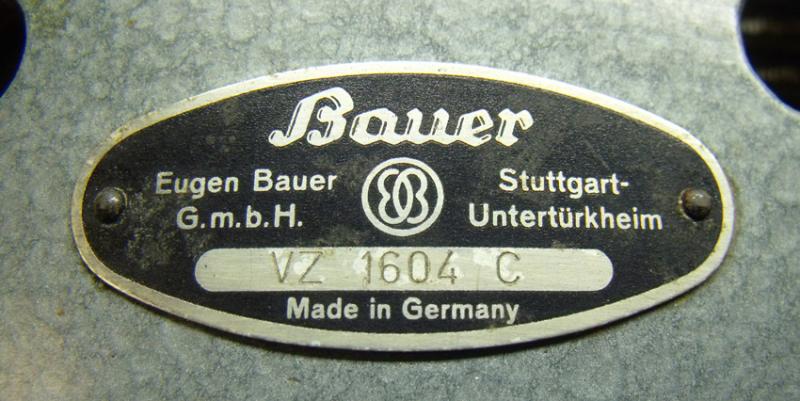 Bauer
Eugen Bauer
G.m.b.H.
Stuttgart-
Untertürkheim
VZ 1604 C
Made in Germany